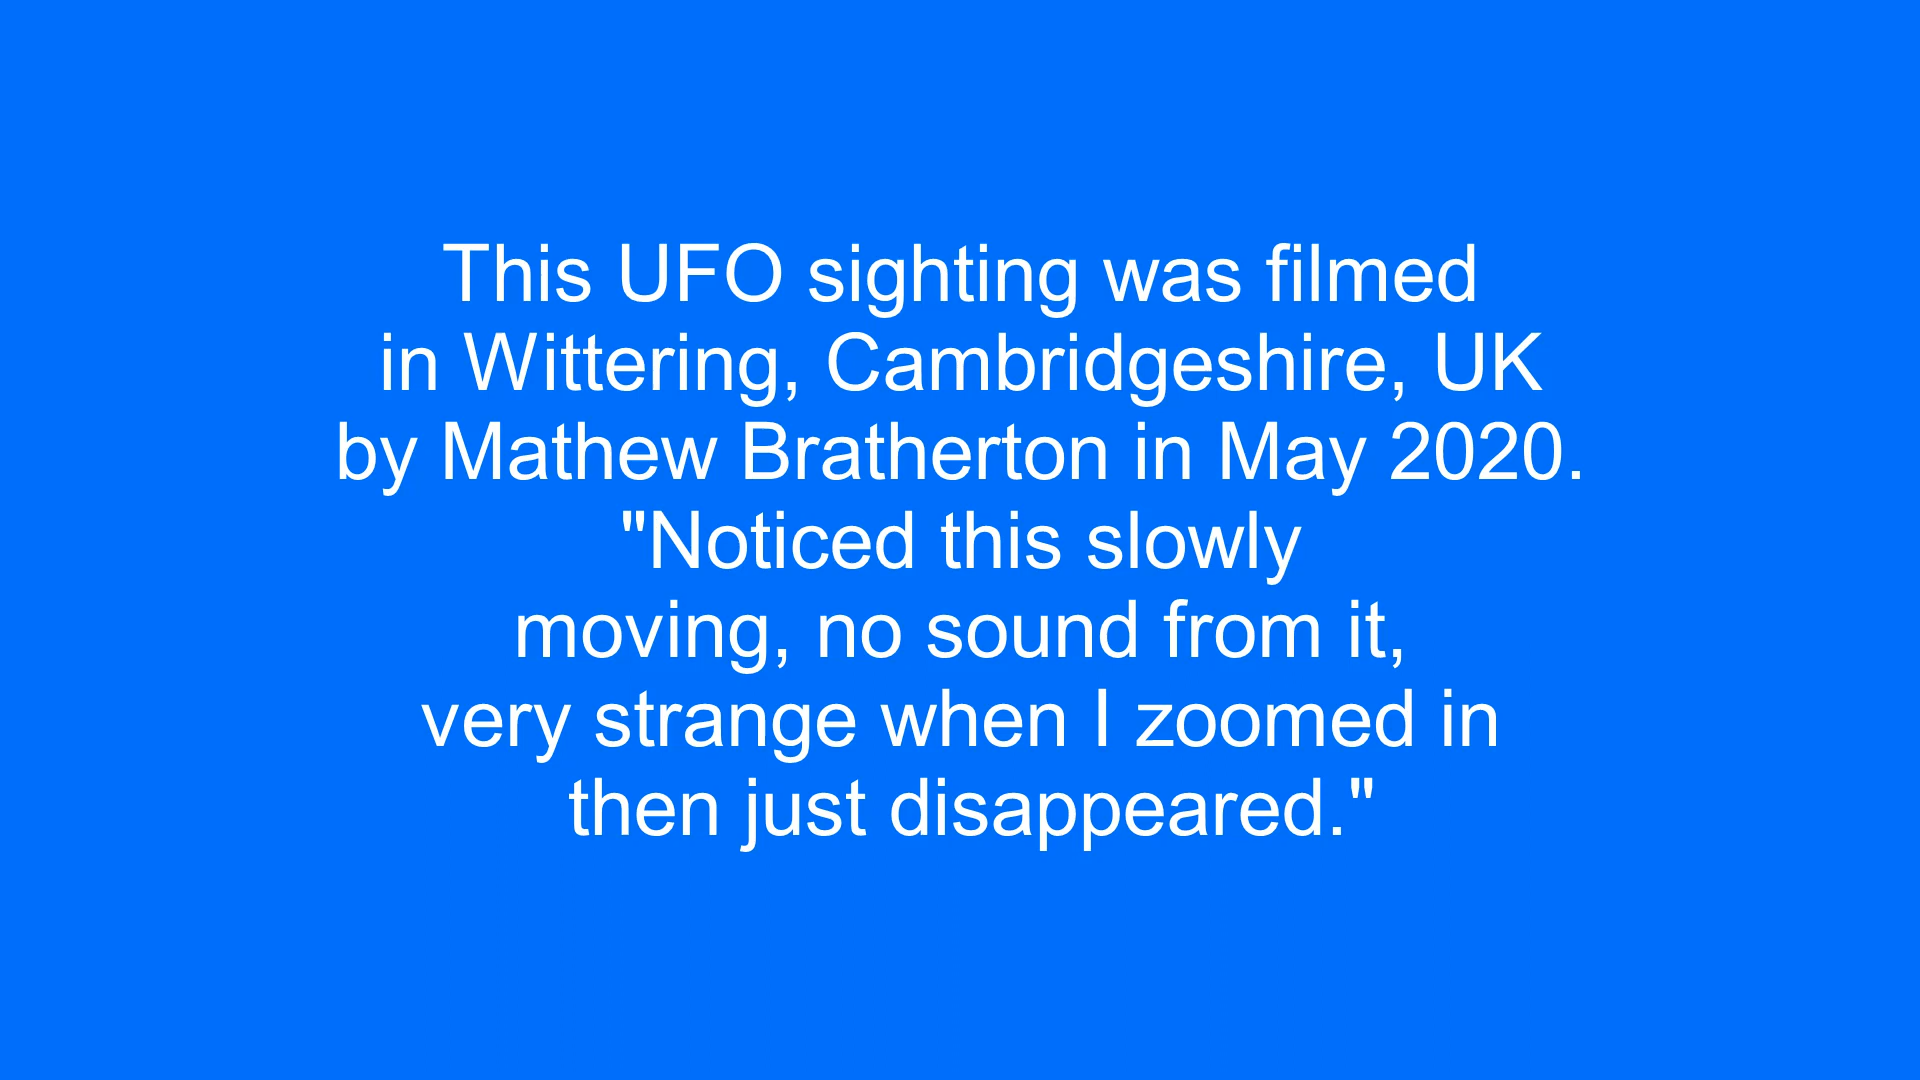 This UFO sighting was filmed
in Wittering, Cambridgeshire, UK
by Mathew Bratherton in May 2020.
"Noticed this slowly
moving, no sound from it,
very strange when I zoomed in
then just disappeared."